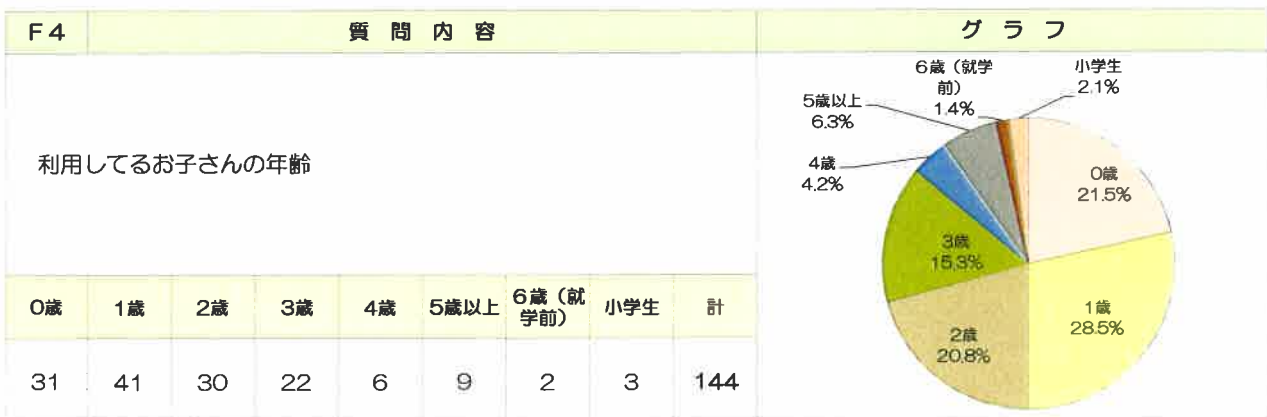 F4 質問内容 グラフ
利用してるお子さんの年齢
0歳 1歳 2歳 3歳 4歳 5歳以上 6歳（就学前） 小学生 計
31 41 30 22 6 9 2 3 144
6歳（就学
前）
1.4%
小学生
2.1%
5歳以上
6.3%
4歳
4.2%
0歳
21.5%
3歳
15.3%
1歳
28.5%
2歳
20.8%